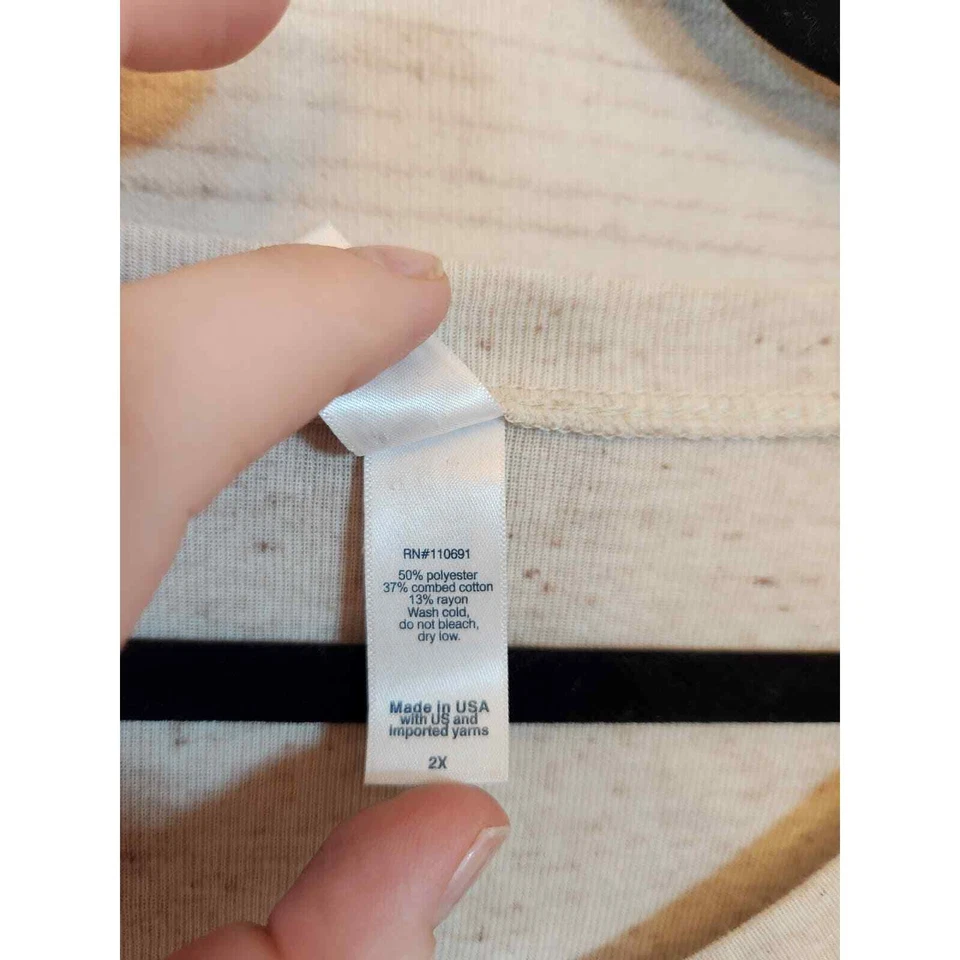 RN#110691
50% polyester
37% combed cotton
13% rayon
Wash cold,
do not bleach,
dry low.
Made in USA
with US and
imported yarns
2X